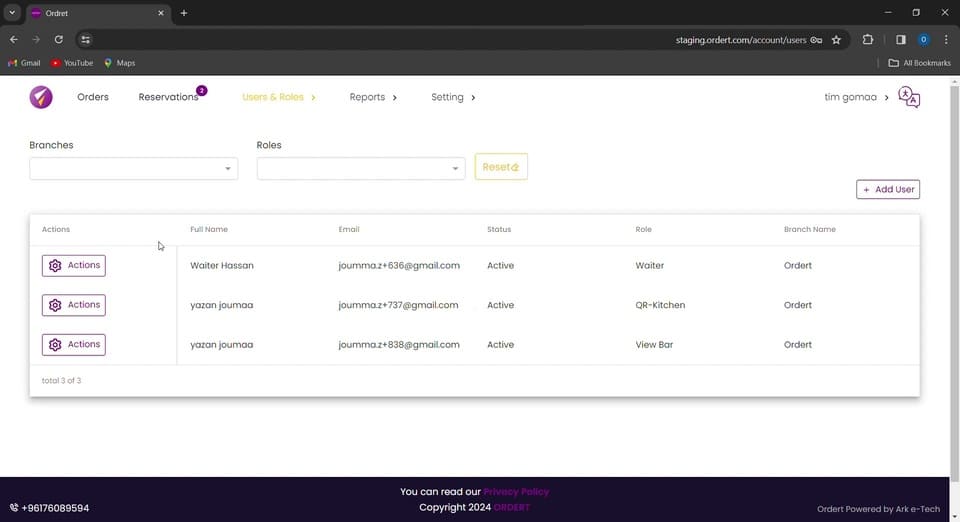 Ordret
staging.ordert.com/account/users
O
Gmail YouTube Maps
All Bookmarks
Orders Reservations 2 Users & Roles Reports Setting tim gomaa
Branches Roles
Reset
+ Add User
Actions Full Name Email Status Role Branch Name
Actions Waiter Hassan joumma.z+636@gmail.com Active Waiter Ordert
Actions yazan joumaa joumma.z+737@gmail.com Active QR-Kitchen Ordert
Actions yazan joumaa joumma.z+838@gmail.com Active View Bar Ordert
total 3 of 3
You can read our Privacy Policy
+96176089594 Copyright 2024 ORDERT Ordert Powered by Ark e-Tech